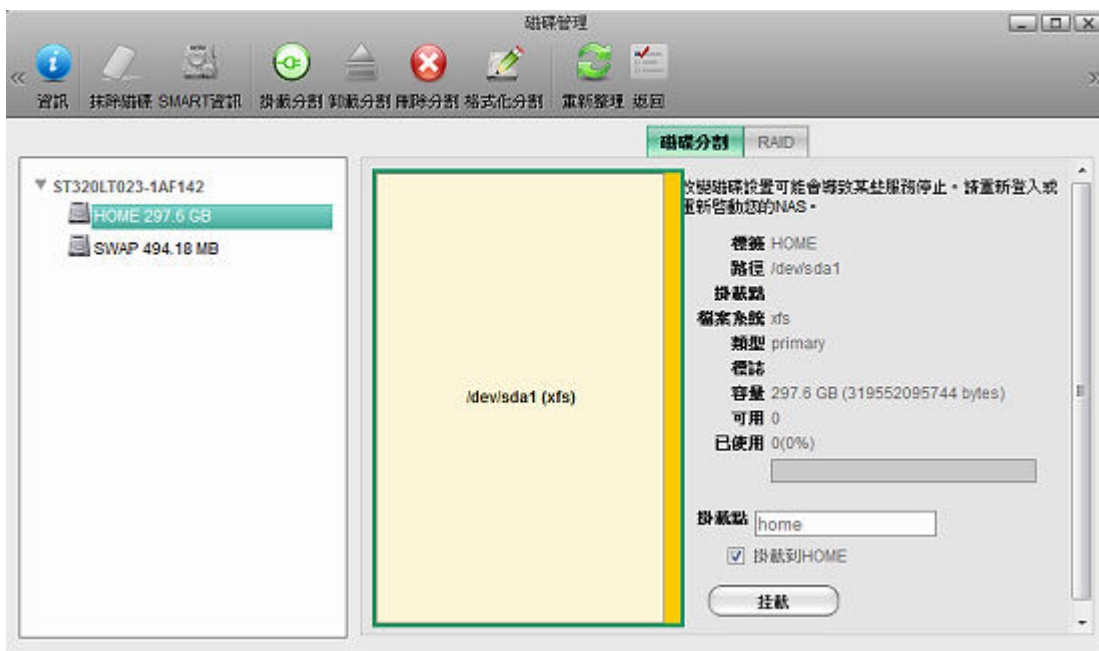 磁碟管理
資訊 抹除磁碟 SMART資訊 掛載分割 卸載分割 刪除分割 格式化分割 重新整理 返回
磁碟分割 RAID
ST320LT023-1AF142
HOME 297.6 GB
SWAP 494.18 MB
/dev/sda1 (xfs)
改變磁碟設置可能會導致某些服務停止。請重新登入或
重新啓動您的NAS。
標籤 HOME
路徑 /dev/sda1
掛載點
檔案系統 xfs
類型 primary
標誌
容量 297.6 GB (319552095744 bytes)
可用 0
已使用 0(0%)
掛載點 home
掛載到HOME
挂載